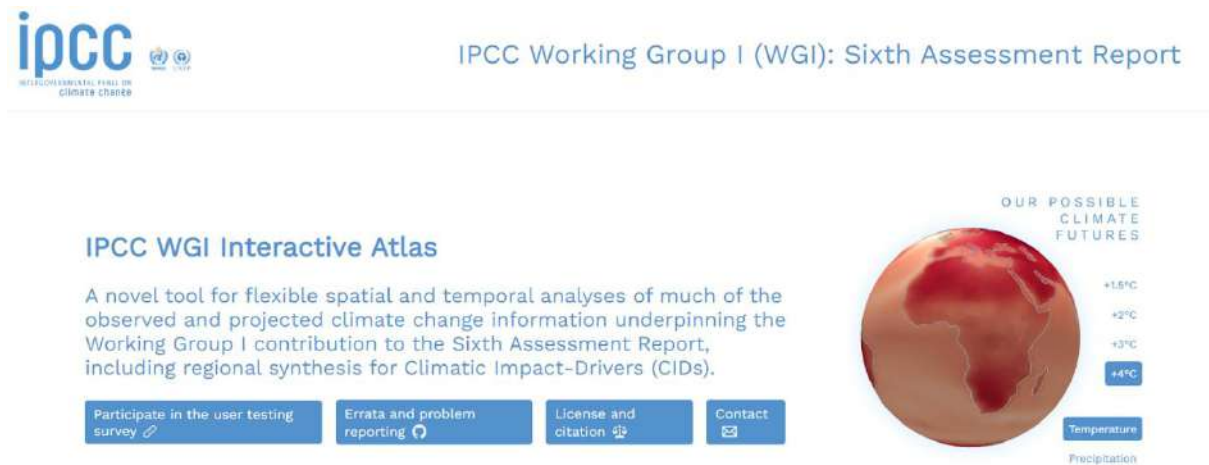 ipcc
INTERGOVERNMENTAL PANEL ON
climate change
IPCC Working Group I (WGI): Sixth Assessment Report
OUR POSSIBLE
CLIMATE
FUTURES
IPCC WGI Interactive Atlas
A novel tool for flexible spatial and temporal analyses of much of the
observed and projected climate change information underpinning the
Working Group I contribution to the Sixth Assessment Report,
including regional synthesis for Climatic Impact-Drivers (CIDs).
+1.5°C
+2°C
+3°C
+4°C
Participate in the user testing
survey
Errata and problem
reporting
License and
citation
Contact
Temperature
Precipitation